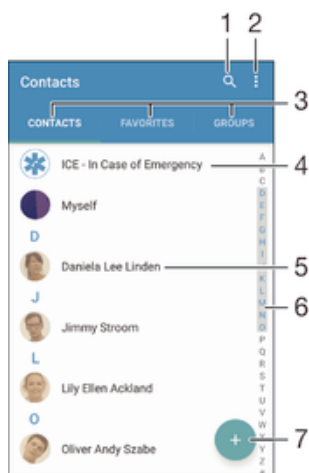 1 2
Contacts
3
CONTACTS FAVORITES GROUPS
ICE - In Case of Emergency
4
Myself
D
Daniela Lee Linden
5
J
Jimmy Stroom
6
L
Lily Ellen Ackland
O
Oliver Andy Szabe
7
A
B
C
D
E
F
G
H
I
K
L
M
N
O
P
Q
R
S
T
U
V
W
Y
Z